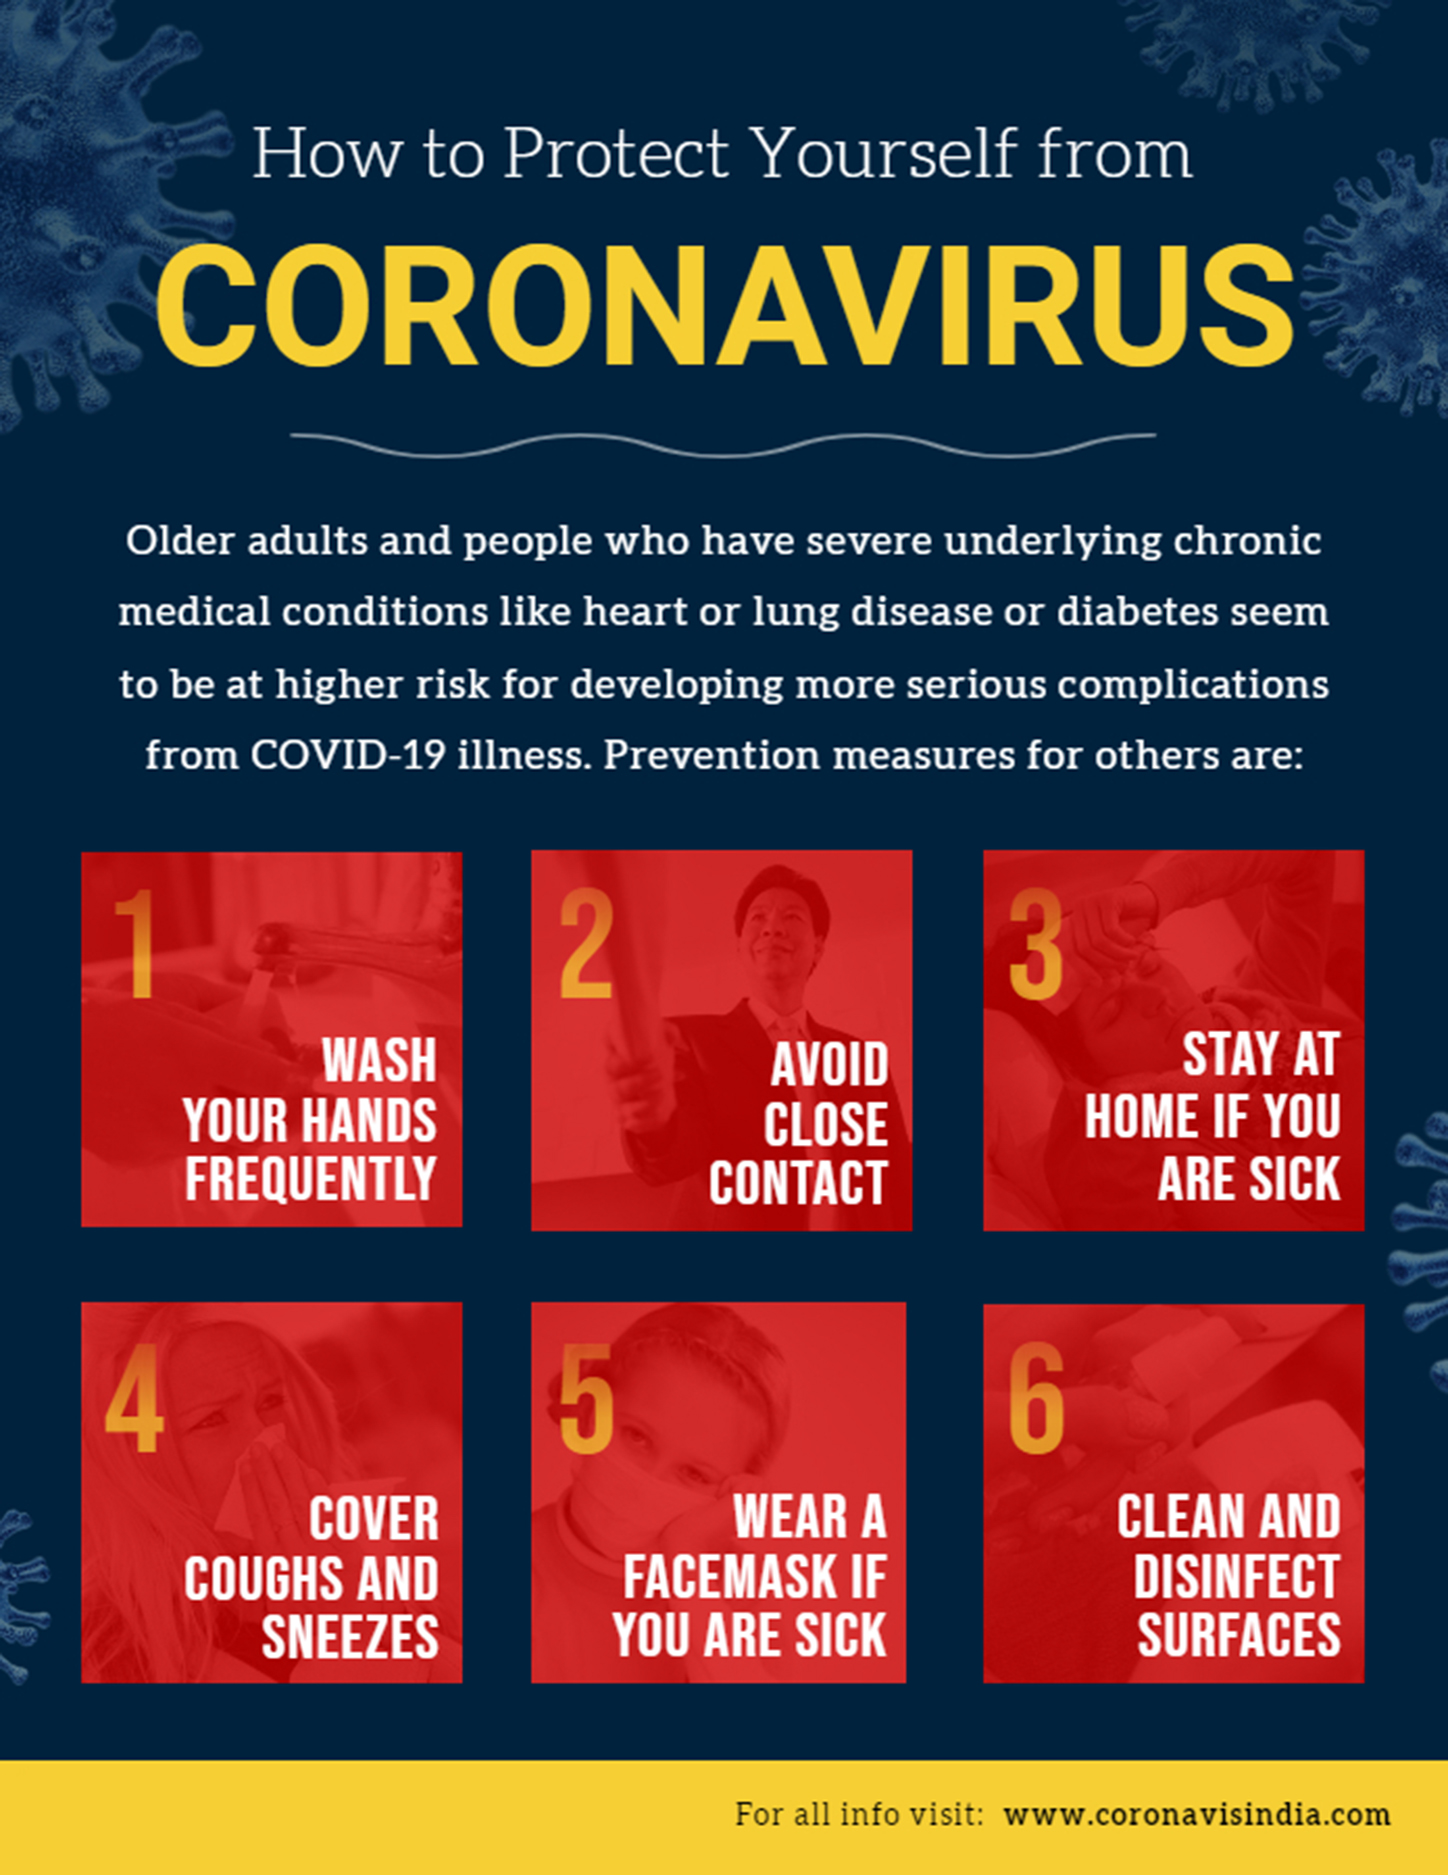 How to Protect Yourself from
CORONAVIRUS
Older adults and people who have severe underlying chronic
medical conditions like heart or lung disease or diabetes seem
to be at higher risk for developing more serious complications
from COVID-19 illness. Prevention measures for others are:
1
WASH
YOUR HANDS
FREQUENTLY
2
AVOID
CLOSE
CONTACT
3
STAY AT
HOME IF YOU
ARE SICK
4
COVER
COUGHS AND
SNEEZES
5
WEAR A
FACEMASK IF
YOU ARE SICK
6
CLEAN AND
DISINFECT
SURFACES
For all info visit: www.coronavisindia.com